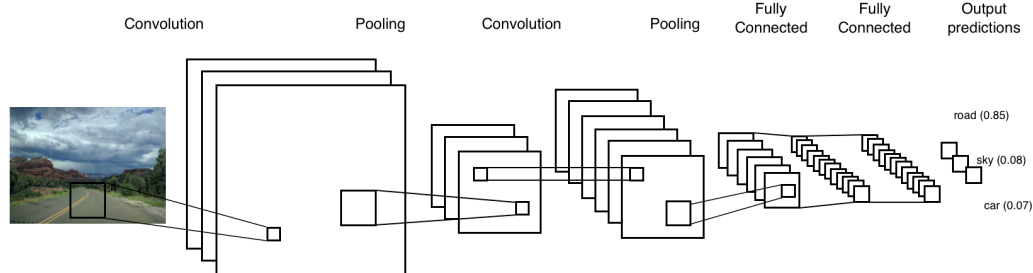 Convolution
Pooling
Convolution
Pooling
Fully
Connected
Fully
Connected
Output
predictions
road (0.85)
sky (0.08)
car (0.07)